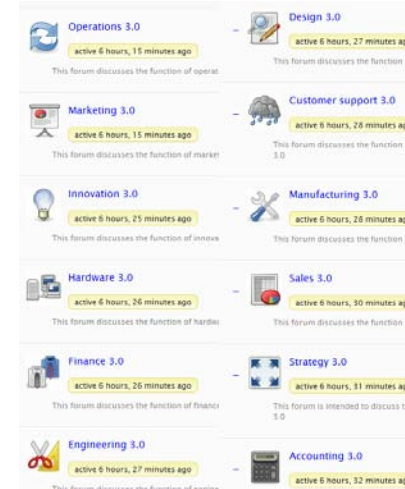 Operations 3.0
active 6 hours, 15 minutes ago
This forum discusses the function of operat
Marketing 3.0
active 6 hours, 15 minutes ago
This forum discusses the function of market
Innovation 3.0
active 6 hours, 25 minutes ago
This forum discusses the function of innova
Hardware 3.0
active 6 hours, 26 minutes ago
This forum discusses the function of hardwa
Finance 3.0
active 6 hours, 26 minutes ago
This forum discusses the function of financ
Engineering 3.0
active 6 hours, 27 minutes ago
This forum discusses the function of engine
Design 3.0
active 6 hours, 27 minutes ag
This forum discusses the function
Customer support 3.0
active 6 hours, 28 minutes ag
This forum discusses the function
3.0
Manufacturing 3.0
active 6 hours, 28 minutes ag
This forum discusses the function
Sales 3.0
active 6 hours, 30 minutes ag
This forum discusses the function
Strategy 3.0
active 6 hours, 31 minutes ag
This forum is intended to discuss t
3.0
Accounting 3.0
active 6 hours, 32 minutes ag